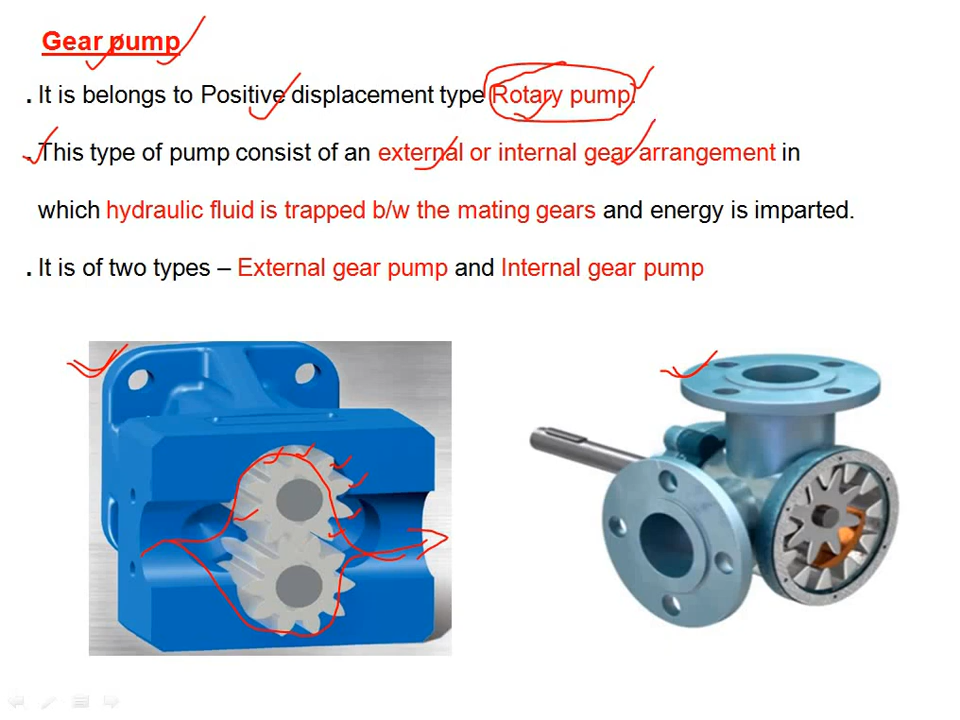 Gear pump
. It is belongs to Positive displacement type Rotary pump.
. This type of pump consist of an external or internal gear arrangement in
which hydraulic fluid is trapped b/w the mating gears and energy is imparted.
. It is of two types – External gear pump and Internal gear pump